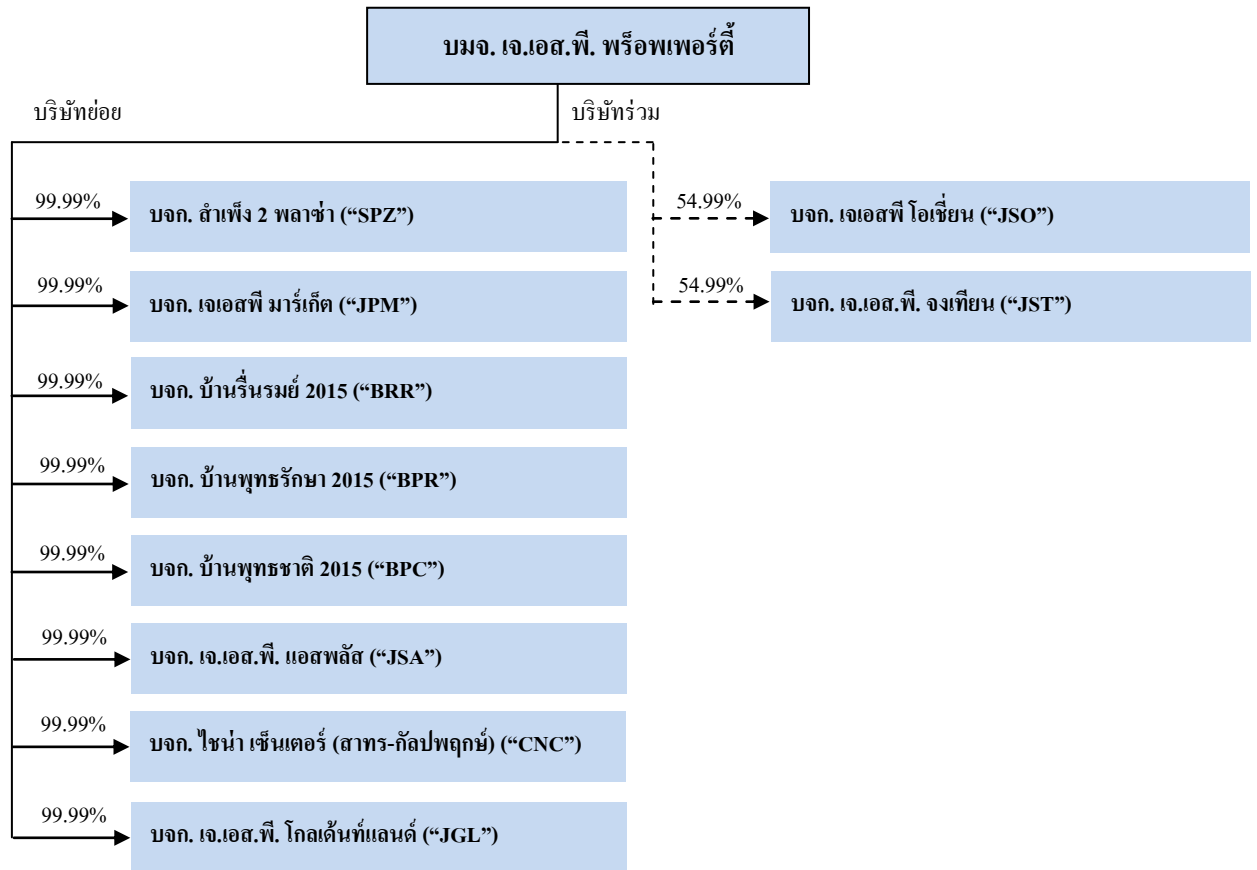 บมจ. เจ.เอส.พี. พร็อพเพอร์ตี้
บริษัทย่อย
บริษัทร่วม
99.99%
บจก. สำเพ็ง 2 พลาซ่า (“SPZ”)
99.99%
บจก. เจเอสพี มาร์เก็ต (“JPM”)
99.99%
บจก. บ้านรื่นรมย์ 2015 (“BRR”)
99.99%
บจก. บ้านพุทธรักษา 2015 (“BPR”)
99.99%
บจก. บ้านพุทธชาติ 2015 (“BPC”)
99.99%
บจก. เจ.เอส.พี. แอสพลัส (“JSA”)
99.99%
บจก. ไชน่า เซ็นเตอร์ (สาทร-กัลปพฤกษ์) (“CNC”)
99.99%
บจก. เจ.เอส.พี. โกลเด้นท์แลนด์ (“JGL”)
54.99%
บจก. เจเอสพี โอเชี่ยน (“JSO”)
54.99%
บจก. เจ.เอส.พี. จงเทียน (“JST”)